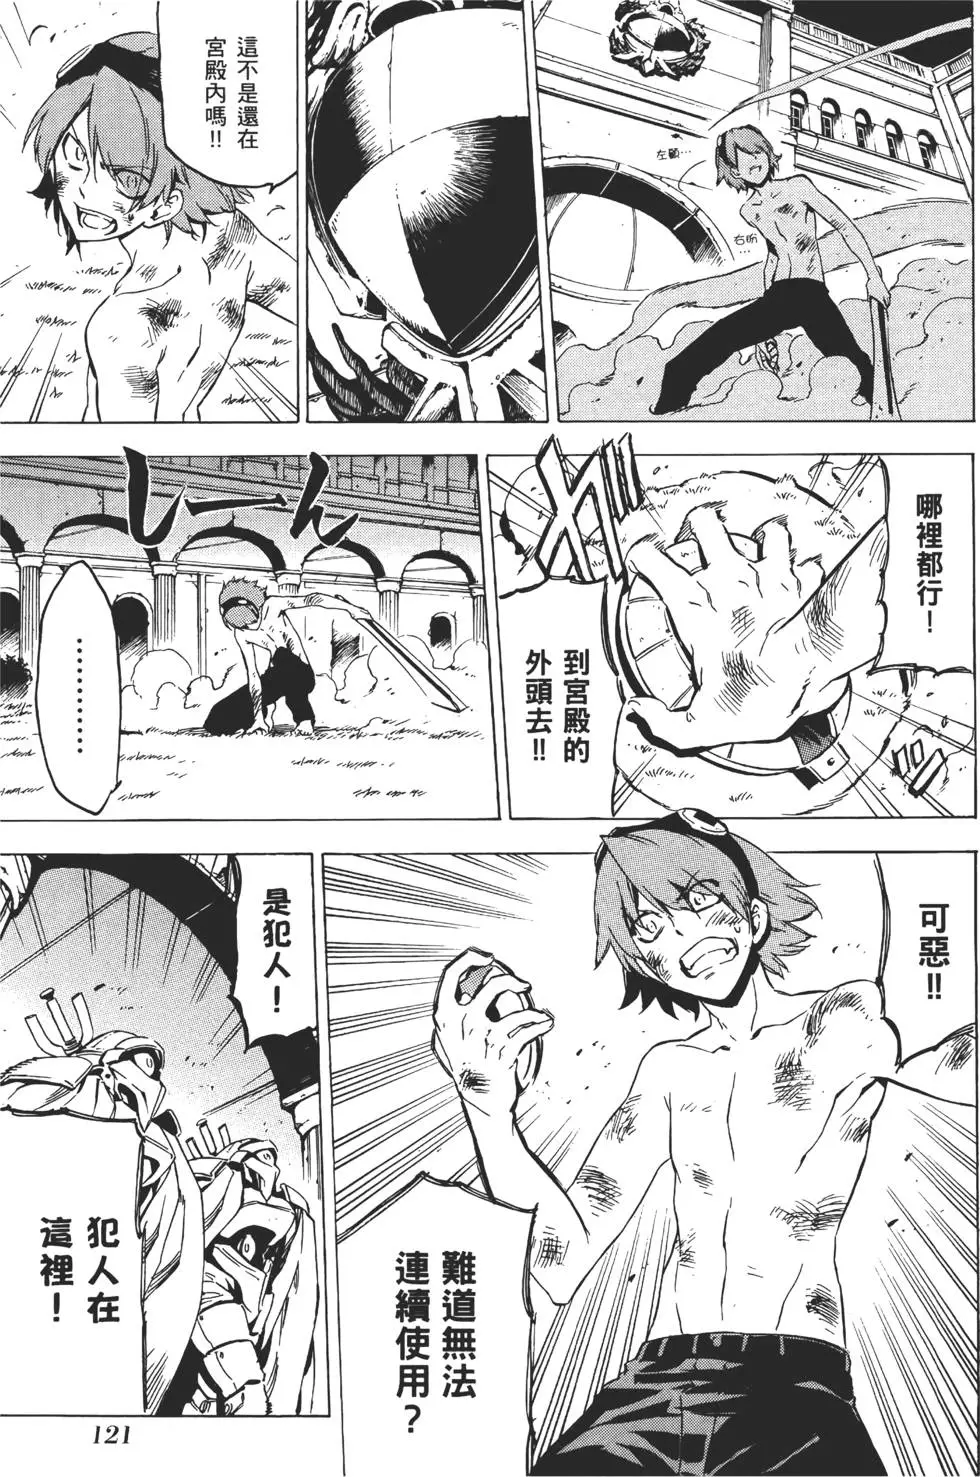 左顧…
右盼…
這不是還在
宮殿內嗎!!
哪裡都行!
到宮殿的
外頭去!!
しーん
………
可惡!!
難道無法
連續使用?
是犯人!
犯人在
這裡!
121